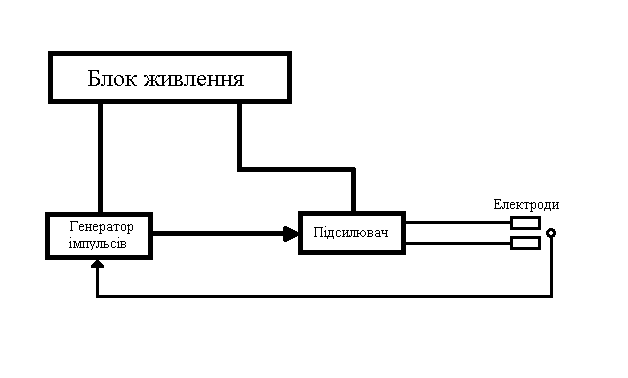 Блок живлення
Електроди
Генератор
імпульсів
Підсилювач